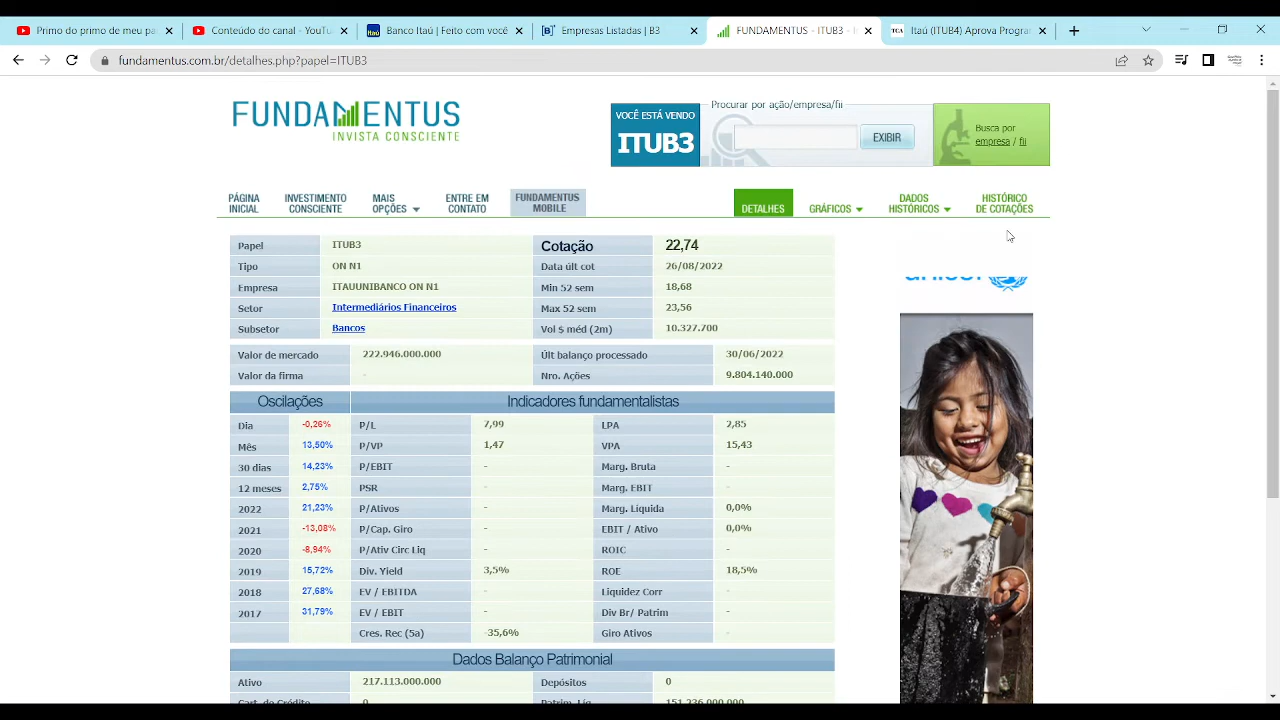 Primo do primo de meu pa
Conteúdo do canal - YouTu
Banco Itaú | Feito com você
Empresas Listadas | B3
FUNDAMENTUS - ITUB3 - I
Itaú (ITUB4) Aprova Progra
fundamentus.com.br/detalhes.php?papel=ITUB3
FUNDAMENTUS
INVISTA CONSCIENTE
VOCÊ ESTÁ VENDO
ITUB3
Procurar por ação/empresa/fii
EXIBIR
Busca por
empresa / fii
PÁGINA INICIAL
INVESTIMENTO CONSCIENTE
MAIS OPÇÕES
ENTRE EM CONTATO
FUNDAMENTUS MOBILE
DETALHES
GRÁFICOS
DADOS HISTÓRICOS
HISTÓRICO DE COTAÇÕES
Papel ITUB3 Cotação 22,74
Tipo ON N1 Data últ cot 26/08/2022
Empresa ITAUUNIBANCO ON N1 Min 52 sem 18,68
Setor Intermediários Financeiros Max 52 sem 23,56
Subsetor Bancos Vol $ méd (2m) 10.327.700
Valor de mercado 222.946.000.000 Últ balanço processado 30/06/2022
Valor da firma - Nro. Ações 9.804.140.000
Oscilações Indicadores fundamentalistas
Dia -0,26% P/L 7,99 LPA 2,85
Mês 13,50% P/VP 1,47 VPA 15,43
30 dias 14,23% P/EBIT - Marg. Bruta -
12 meses 2,75% PSR - Marg. EBIT -
2022 21,23% P/Ativos - Marg. Líquida 0,0%
2021 -13,08% P/Cap. Giro - EBIT / Ativo 0,0%
2020 -8,94% P/Ativ Circ Liq - ROIC -
2019 15,72% Div. Yield 3,5% ROE 18,5%
2018 27,68% EV / EBITDA - Liquidez Corr -
2017 31,79% EV / EBIT - Div Br/ Patrim -
Cres. Rec (5a) -35,6% Giro Ativos -
Dados Balanço Patrimonial
Ativo 217.113.000.000 Depósitos 0
Cart. de Crédito 0 Patrim. Líq 151.236.000.000